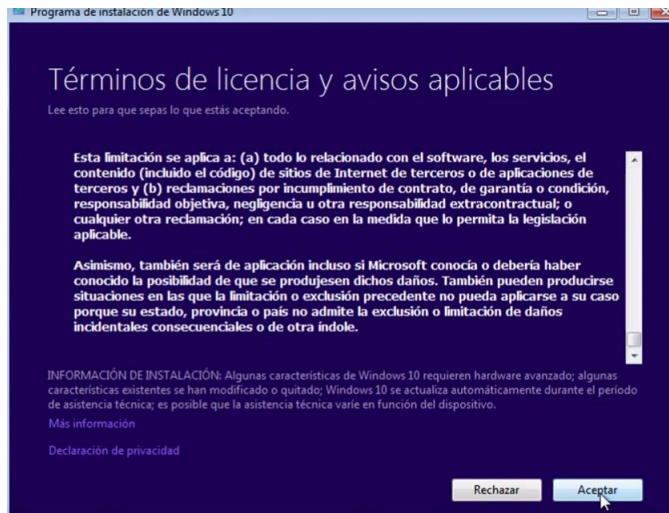 Programa de instalación de Windows 10
Términos de licencia y avisos aplicables
Lee esto para que sepas lo que estás aceptando.
Esta limitación se aplica a: (a) todo lo relacionado con el software, los servicios, el
contenido (incluido el código) de sitios de Internet de terceros o de aplicaciones de
terceros y (b) reclamaciones por incumplimiento de contrato, de garantía o condición,
responsabilidad objetiva, negligencia u otra responsabilidad extracontractual; o
cualquier otra reclamación; en cada caso en la medida que lo permita la legislación
aplicable.
Asimismo, también será de aplicación incluso si Microsoft conocía o debería haber
conocido la posibilidad de que se produjesen dichos daños. También pueden producirse
situaciones en las que la limitación o exclusión precedente no pueda aplicarse a su caso
porque su estado, provincia o país no admite la exclusión o limitación de daños
incidentales consecuenciales o de otra índole.
INFORMACIÓN DE INSTALACIÓN: Algunas características de Windows 10 requieren hardware avanzado; algunas
características existentes se han modificado o quitado; Windows 10 se actualiza automáticamente durante el período
de asistencia técnica; es posible que la asistencia técnica varíe en función del dispositivo.
Más información
Declaración de privacidad
Rechazar
Aceptar